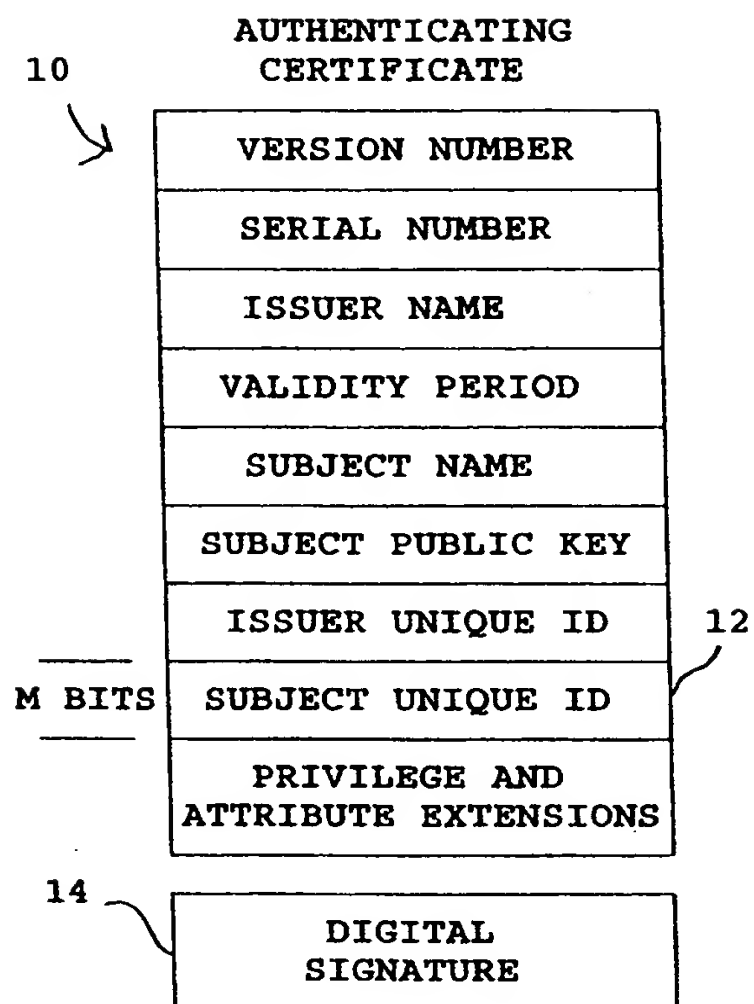 AUTHENTICATING
CERTIFICATE
10
VERSION NUMBER
SERIAL NUMBER
ISSUER NAME
VALIDITY PERIOD
SUBJECT NAME
SUBJECT PUBLIC KEY
ISSUER UNIQUE ID
12
M BITS
SUBJECT UNIQUE ID
PRIVILEGE AND
ATTRIBUTE EXTENSIONS
14
DIGITAL
SIGNATURE